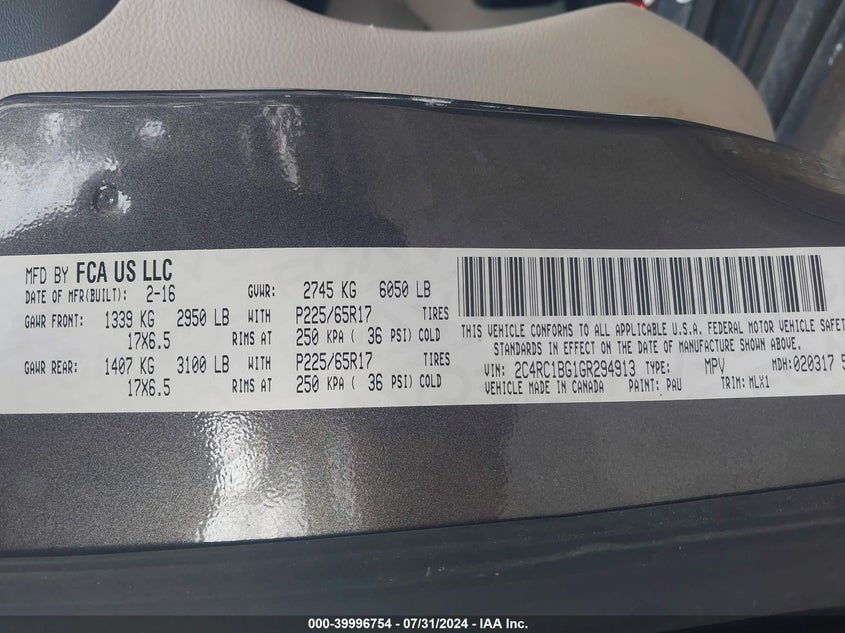 MFD BY FCA US LLC
DATE OF MFR(BUILT): 2-16 GVWR: 2745 KG 6050 LB
GAWR FRONT: 1339 KG 2950 LB WITH P225/65R17 TIRES
17X6.5 RIMS AT 250 KPA ( 36 PSI) COLD
GAWR REAR: 1407 KG 3100 LB WITH P225/65R17 TIRES
17X6.5 RIMS AT 250 KPA ( 36 PSI) COLD
THIS VEHICLE CONFORMS TO ALL APPLICABLE U.S.A. FEDERAL MOTOR VEHICLE SAFET
STANDARDS IN EFFECT ON THE DATE OF MANUFACTURE SHOWN ABOVE.
VIN: 2C4RC1BG1GR294913 TYPE: MPV MDH:020317 5
VEHICLE MADE IN CANADA PAINT: PAU TRIM: MLX1
000-39996754 - 07/31/2024 - IAA Inc.